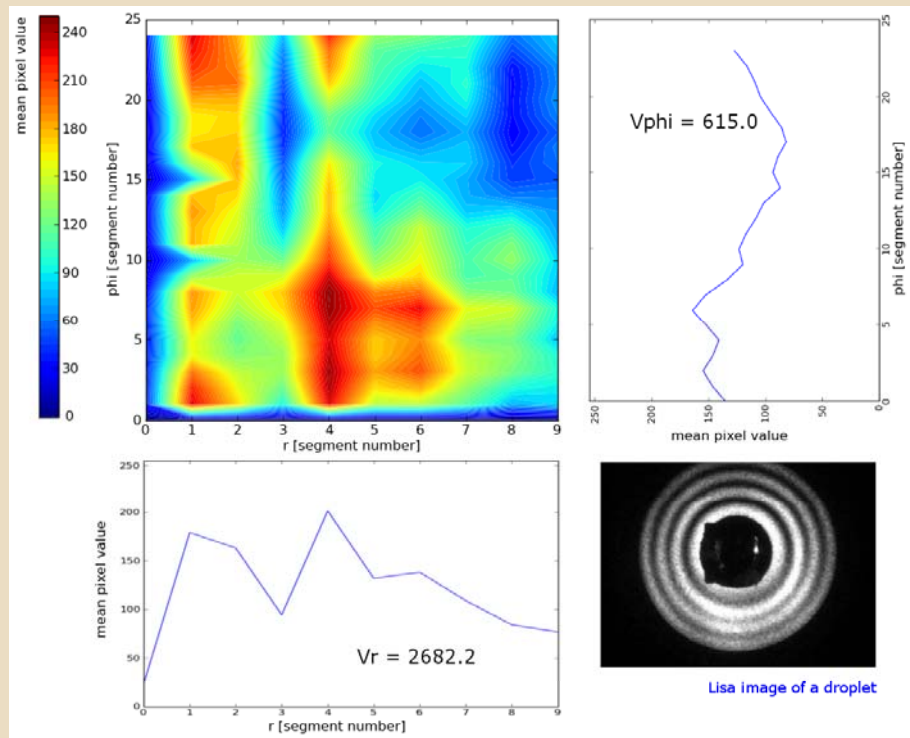 mean pixel value
240
210
180
150
120
90
60
30
0
phi [segment number]
25
20
15
10
5
0
0 1 2 3 4 5 6 7 8 9
r [segment number]
Vphi = 615.0
25
20
15
10
5
0
phi [segment number]
250 200 150 100 50 0
mean pixel value
mean pixel value
250
200
150
100
50
0
Vr = 2682.2
0 1 2 3 4 5 6 7 8 9
r [segment number]
Lisa image of a droplet